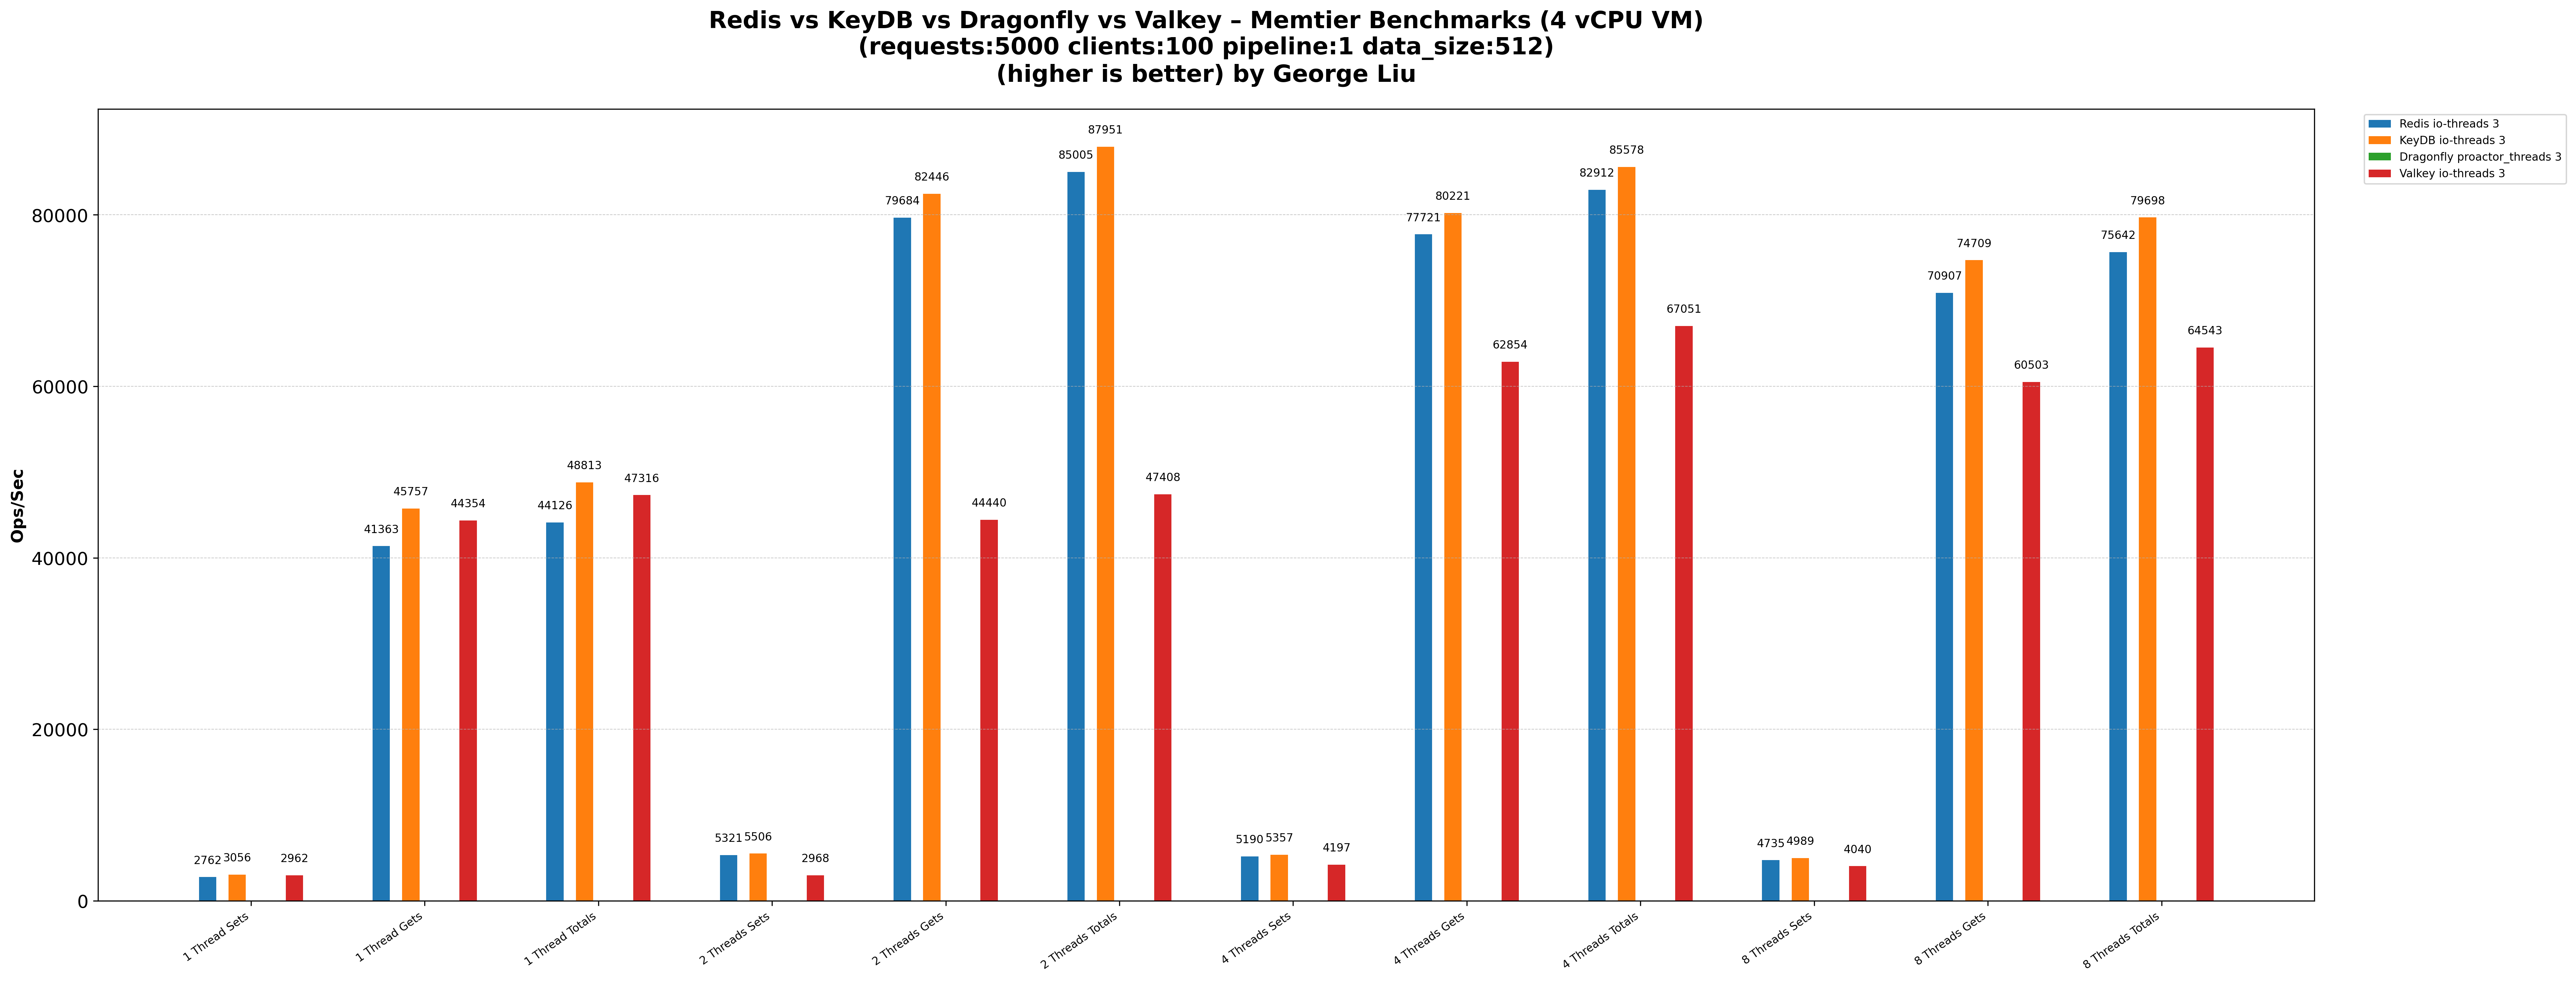 Redis vs KeyDB vs Dragonfly vs Valkey – Memtier Benchmarks (4 vCPU VM)
(requests:5000 clients:100 pipeline:1 data_size:512)
(higher is better) by George Liu
Redis io-threads 3
KeyDB io-threads 3
Dragonfly proactor_threads 3
Valkey io-threads 3
Ops/Sec
80000
60000
40000
20000
0
2762 3056 2962
41363 45757 44354
44126 48813 47316
5321 5506 2968
79684 82446 44440
85005 87951 47408
5190 5357 4197
77721 80221 62854
82912 85578 67051
4735 4989 4040
70907 74709 60503
75642 79698 64543
1 Thread Sets
1 Thread Gets
1 Thread Totals
2 Threads Sets
2 Threads Gets
2 Threads Totals
4 Threads Sets
4 Threads Gets
4 Threads Totals
8 Threads Sets
8 Threads Gets
8 Threads Totals